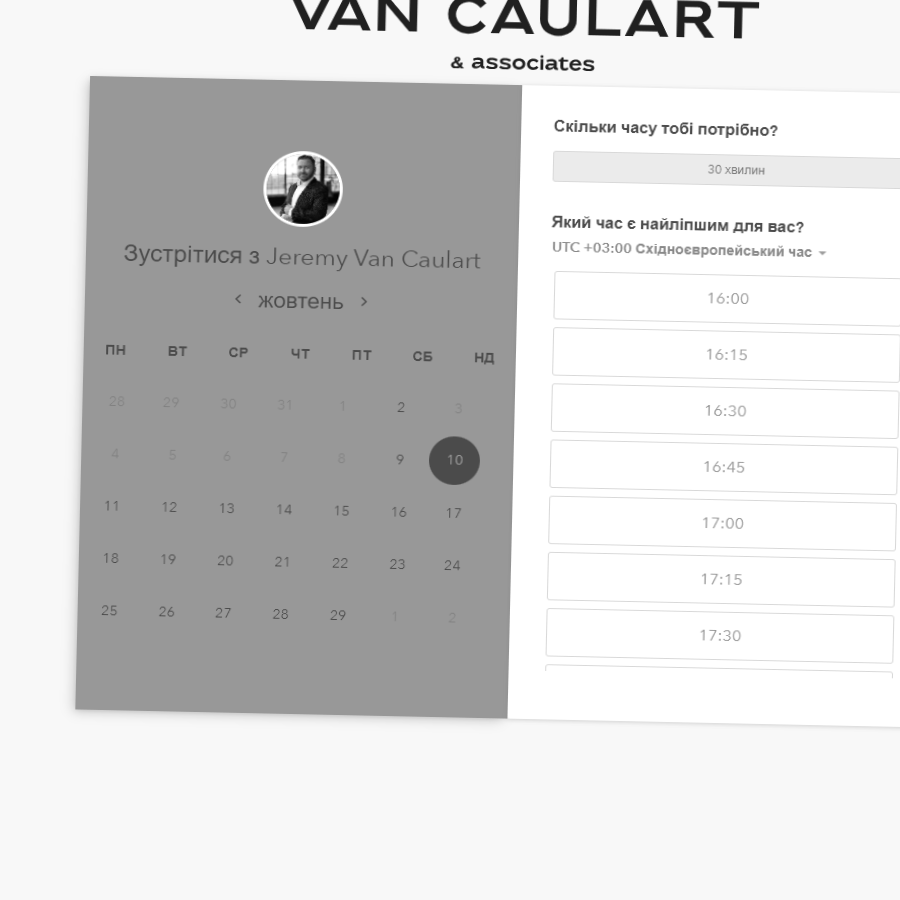 VAN CAULART
& associates
Зустрітися з Jeremy Van Caulart
жовтень
ПН ВТ СР ЧТ ПТ СБ НД
28 29 30 31 1 2 3
4 5 6 7 8 9 10
11 12 13 14 15 16 17
18 19 20 21 22 23 24
25 26 27 28 29 1 2
Скільки часу тобі потрібно?
30 хвилин
Який час є найліпшим для вас?
UTC +03:00 Східноєвропейський час
16:00
16:15
16:30
16:45
17:00
17:15
17:30